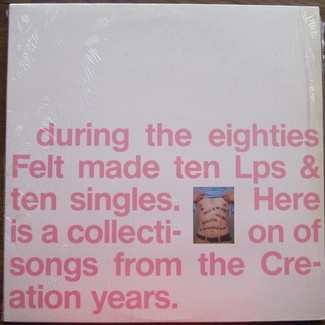 during the eighties
Felt made ten Lps &
ten singles. Here
is a collecti- on of
songs from the Cre-
ation years.